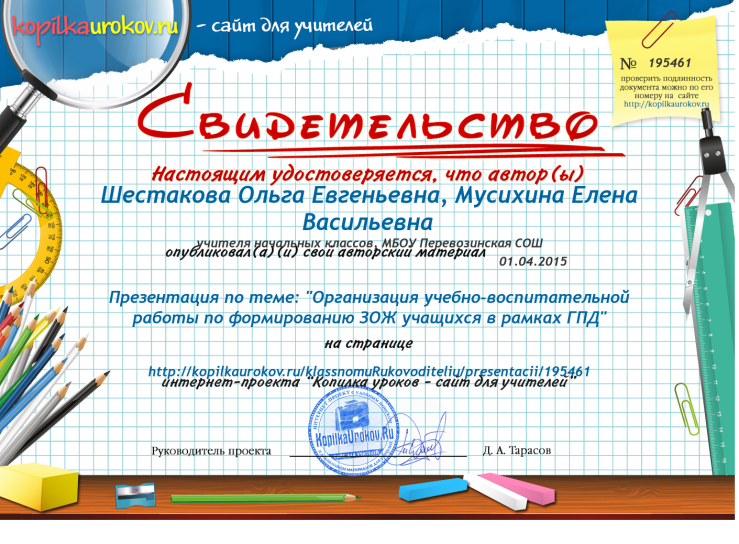 kopilkaurokov.ru – сайт для учителей
№ 195461
проверить подлинность
документа можно по его
номеру на сайте
http://kopilkaurokov.ru
Свидетельство
Настоящим удостоверяется, что автор(ы)
Шестакова Ольга Евгеньевна, Мусихина Елена
Васильевна
учителя начальных классов, МБОУ Перевозинская СОШ
опубликовал(а)(и) свой авторский материал
01.04.2015
Презентация по теме: "Организация учебно-воспитательной
работы по формированию ЗОЖ учащихся в рамках ГПД"
на странице
http://kopilkaurokov.ru/klassnomuRukovoditeliu/presentacii/195461
интернет-проекта "Копилка уроков – сайт для учителей"
KopilkaUrokov.Ru
Руководитель проекта
Д. А. Тарасов